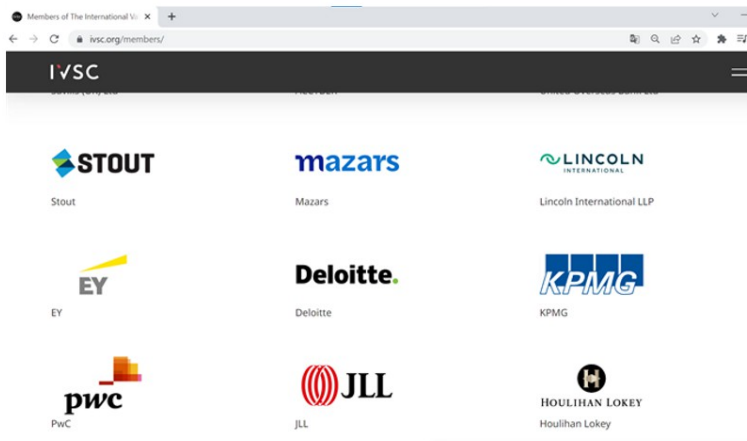 Members of The International Va
ivsc.org/members/
IVSC
STOUT
mazars
LINCOLN
INTERNATIONAL
Stout
Mazars
Lincoln International LLP
EY
Deloitte.
KPMG
EY
Deloitte
KPMG
pwc
JLL
HOULIHAN LOKEY
PwC
JLL
Houlihan Lokey